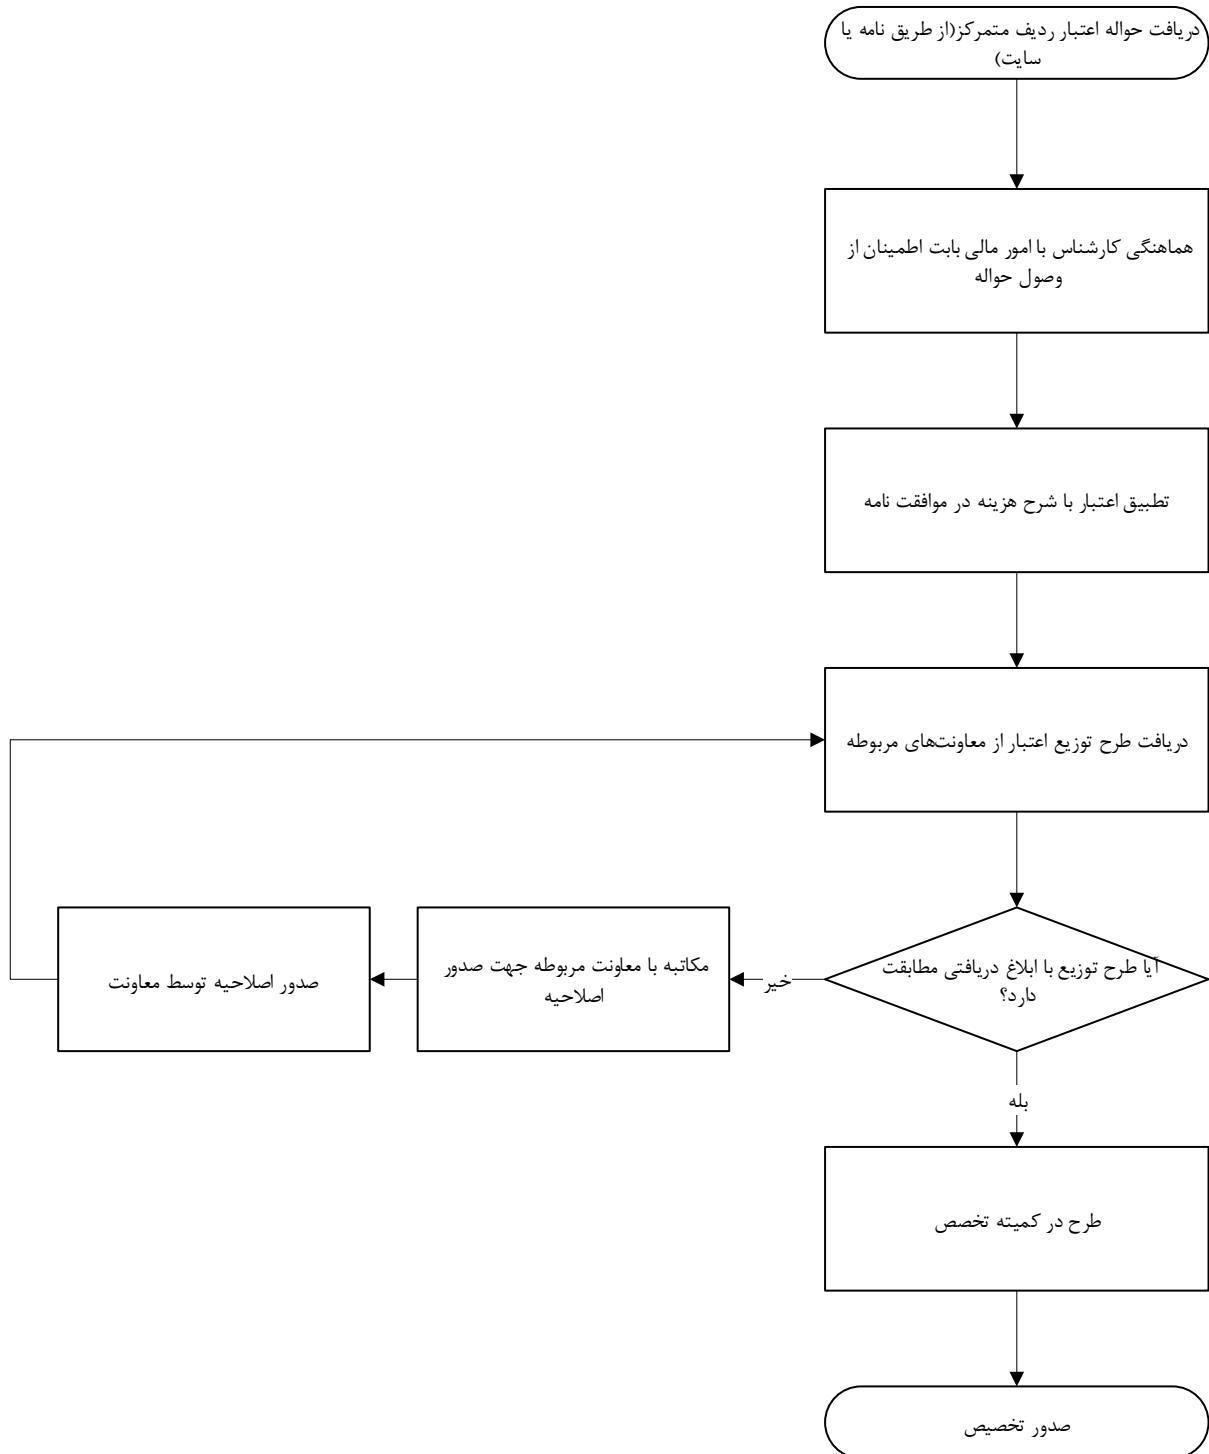 دریافت حواله اعتبار ردیف متمرکز(از طریق نامه یا
سایت)
هماهنگی کارشناس با امور مالی بابت اطمینان از
وصول حواله
تطبیق اعتبار با شرح هزینه در موافقت نامه
دریافت طرح توزیع اعتبار از معاونت‌های مربوطه
آیا طرح توزیع با ابلاغ دریافتی مطابقت
دارد؟
خیر
مکاتبه با معاونت مربوطه جهت صدور
اصلاحیه
صدور اصلاحیه توسط معاونت
بله
طرح در کمیته تخصص
صدور تخصیص